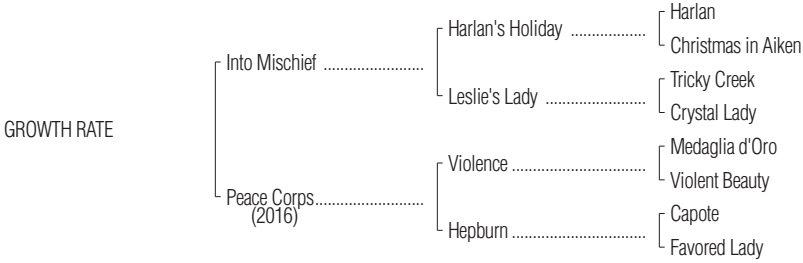 Harlan
Harlan's Holiday ....................
Christmas in Aiken
Into Mischief ...........................
Tricky Creek
Leslie's Lady ...........................
Crystal Lady
GROWTH RATE
Medaglia d'Oro
Violence ....................................
Violent Beauty
Peace Corps.............................
(2016)
Capote
Hepburn ....................................
Favored Lady